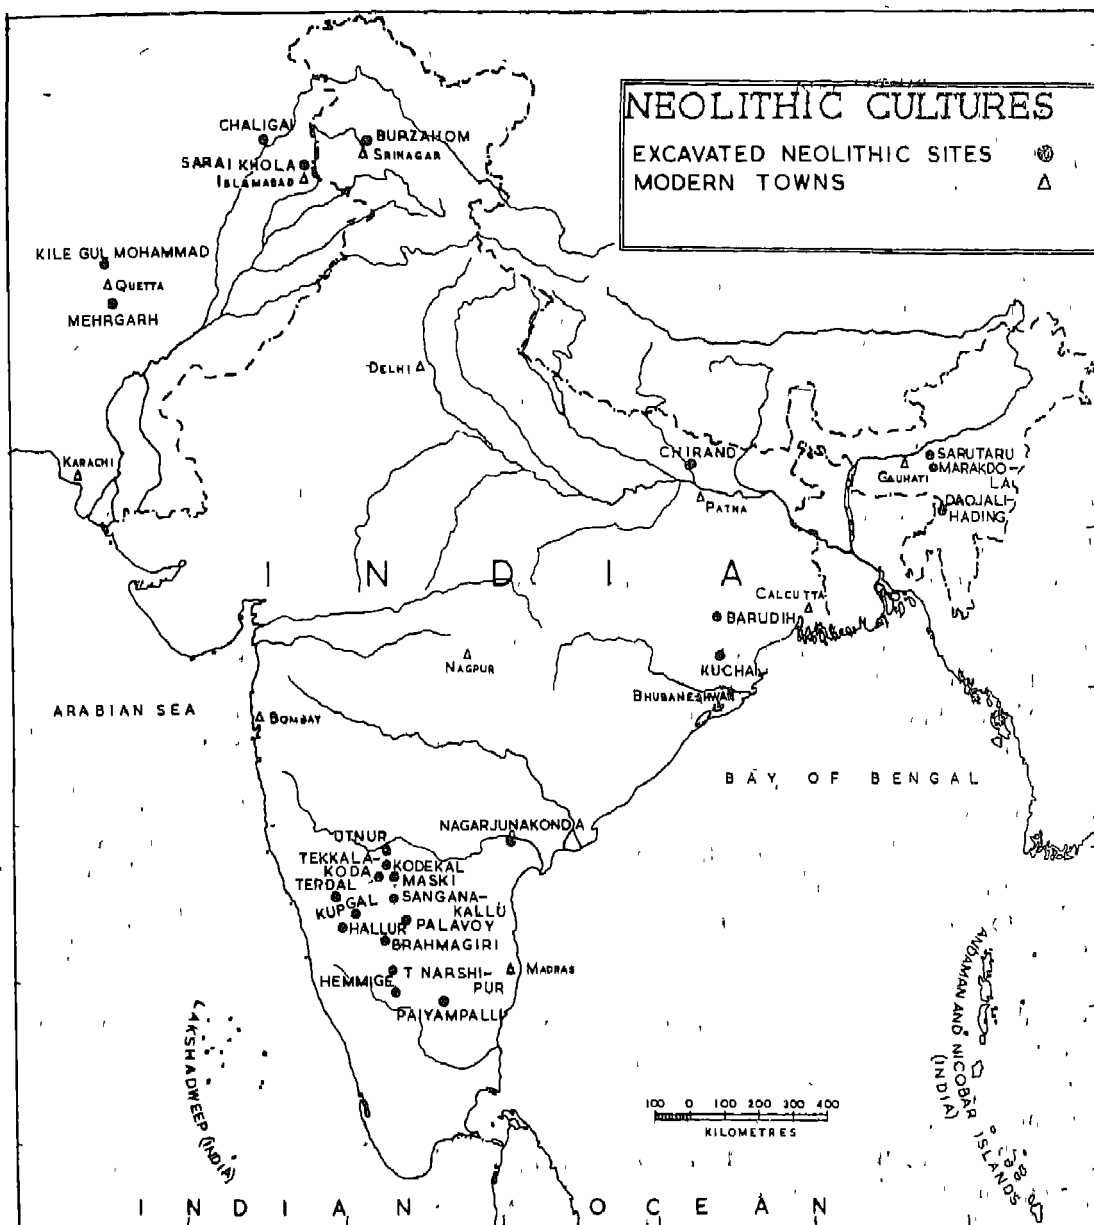 NEOLITHIC CULTURES
EXCAVATED NEOLITHIC SITES
MODERN TOWNS
CHALIGAI
BURZAHOM
SRINAGAR
SARAI KHOLA
ISLAMABAD
KILE GUL MOHAMMAD
QUETTA
MEHRGARH
DELHI
KARACHI
CHIRAND
PATNA
SARUTARU
MARAKDO-
LA
GAUHATI
DAOJALI-
HADING
INDIA
CALCUTTA
BARUDIH
KUCHAI
NAGPUR
BHUBANESHWAR
ARABIAN SEA
BOMBAY
BAY OF BENGAL
NAGARJUNAKONDA
UTNUR
TEKKALA-
KODA
KODEKAL
MASKI
TERDAL
SANGANA-
KALLU
KUPGAL
PALAVOY
HALLUR
BRAHMAGIRI
T NARSHI-
PUR
MADRAS
HEMMIGE
PAIYAMPALLI
LAKSHADWEEP (INDIA)
ANDAMAN AND NICOBAR ISLANDS
(INDIA)
100 0 100 200 300 400
KILOMETRES
INDIAN OCEAN